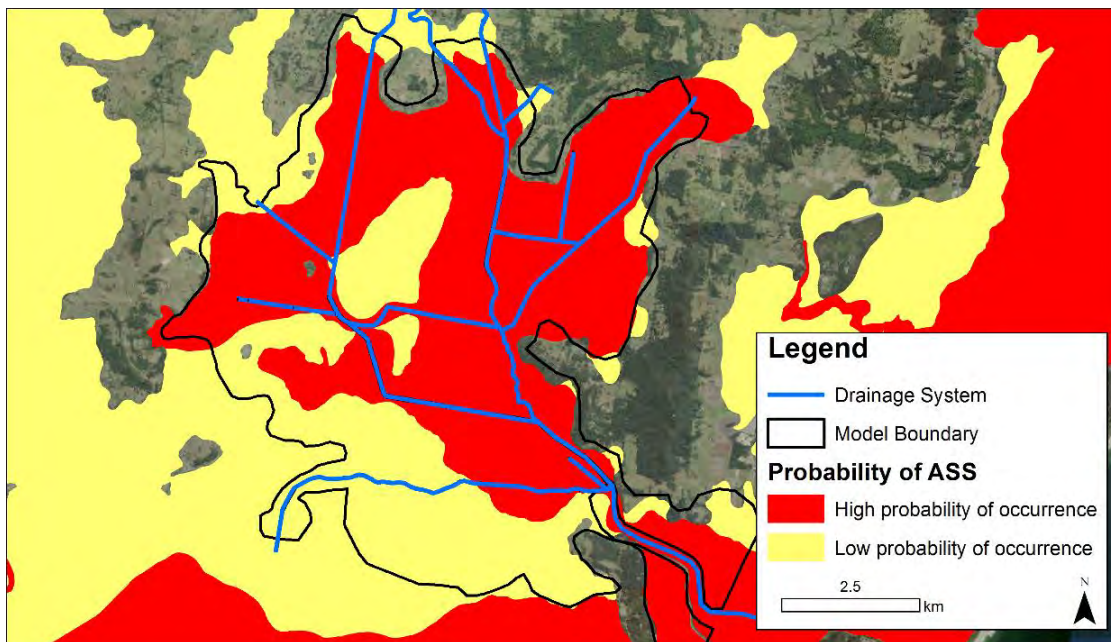 Legend
Drainage System
Model Boundary
Probability of ASS
High probability of occurrence
Low probability of occurrence
2.5
km
N